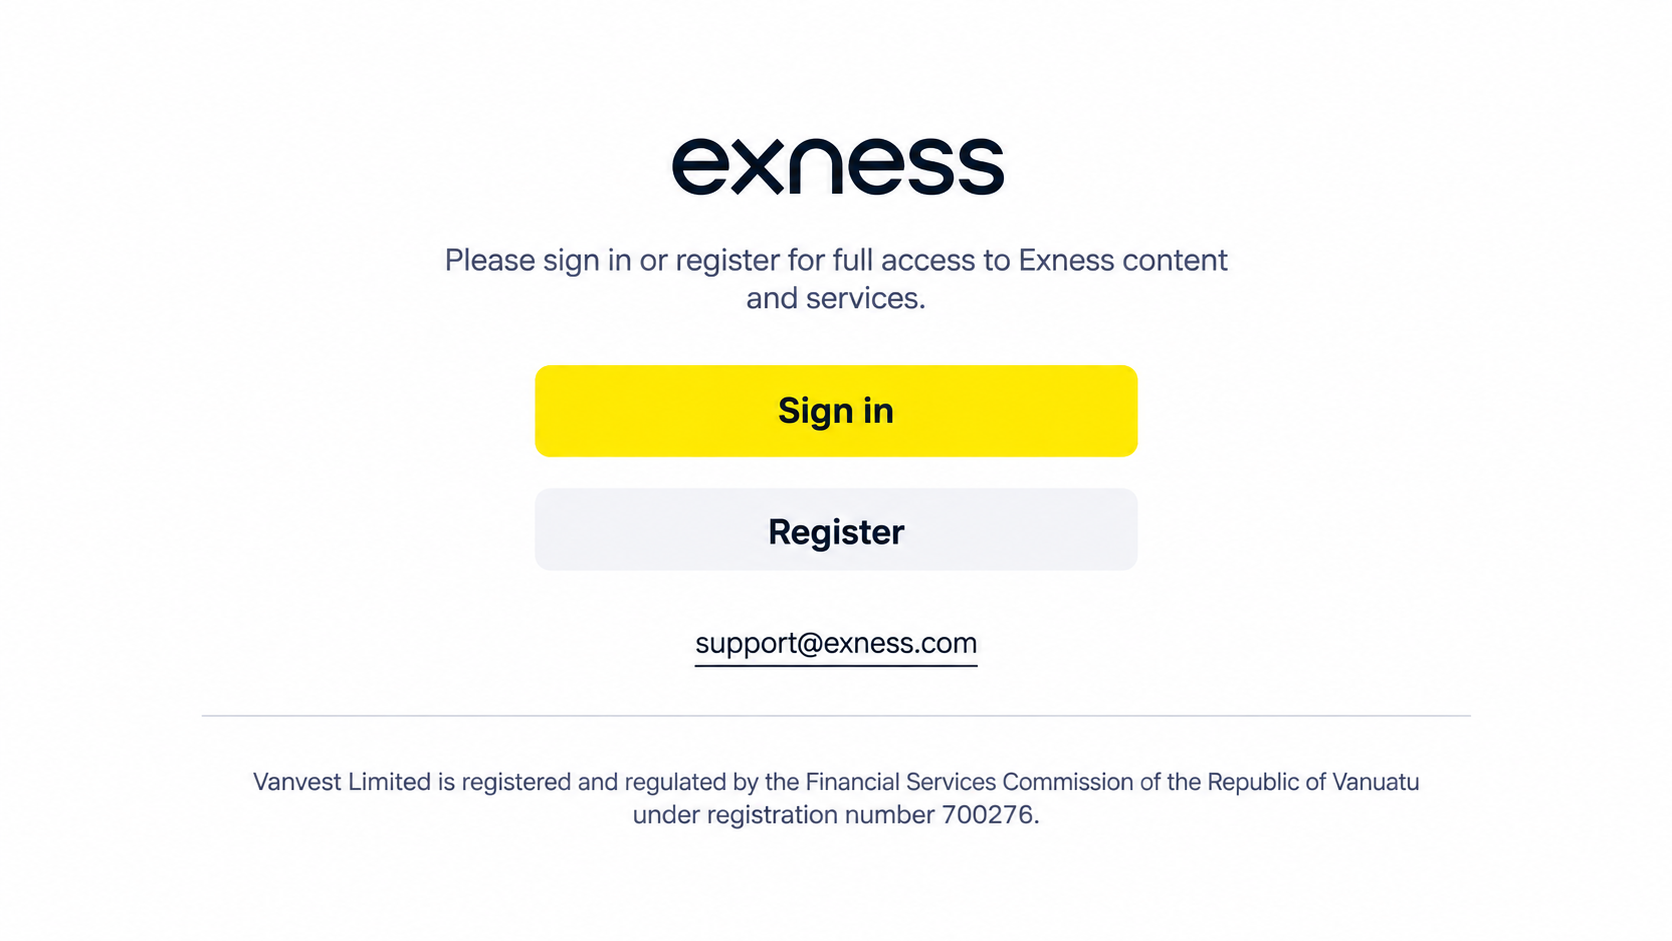 exness
Please sign in or register for full access to Exness content
and services.
Sign in
Register
support@exness.com
Vanvest Limited is registered and regulated by the Financial Services Commission of the Republic of Vanuatu
under registration number 700276.